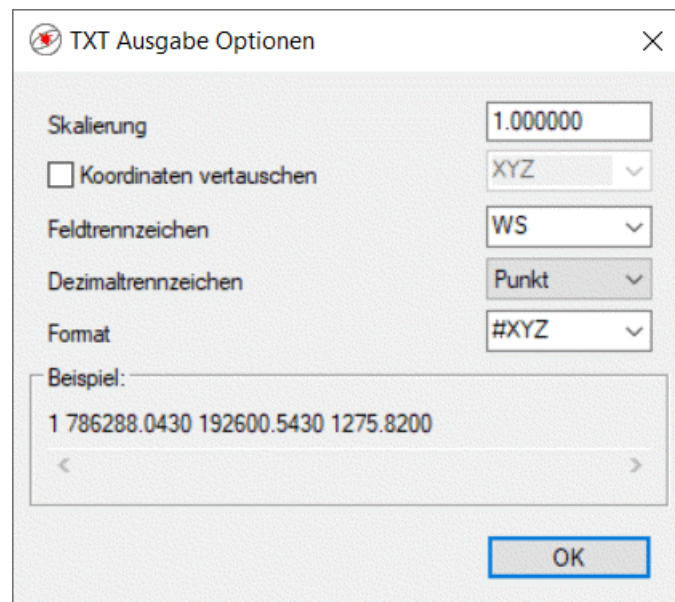 TXT Ausgabe Optionen
Skalierung 1.000000
Koordinaten vertauschen XYZ
Feldtrennzeichen WS
Dezimaltrennzeichen Punkt
Format #XYZ
Beispiel:
1 786288.0430 192600.5430 1275.8200
OK